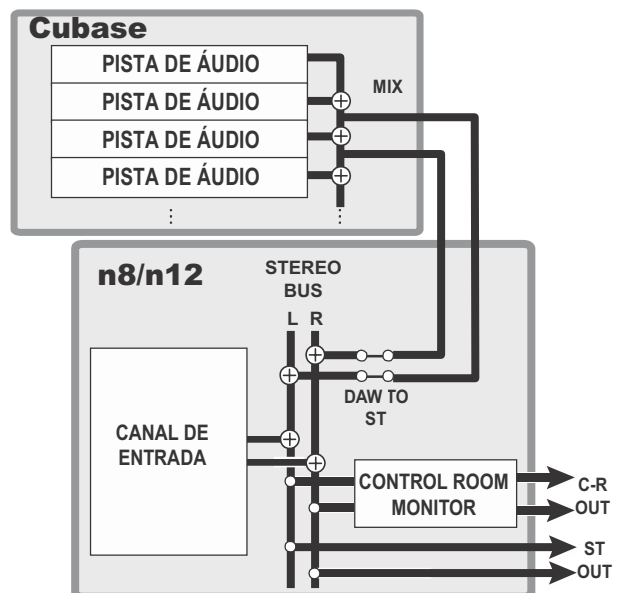 Cubase
PISTA DE ÁUDIO
MIX
PISTA DE ÁUDIO
PISTA DE ÁUDIO
PISTA DE ÁUDIO
n8/n12
STEREO
BUS
L R
DAW TO
ST
CANAL DE
ENTRADA
CONTROL ROOM
MONITOR
C-R
OUT
ST
OUT